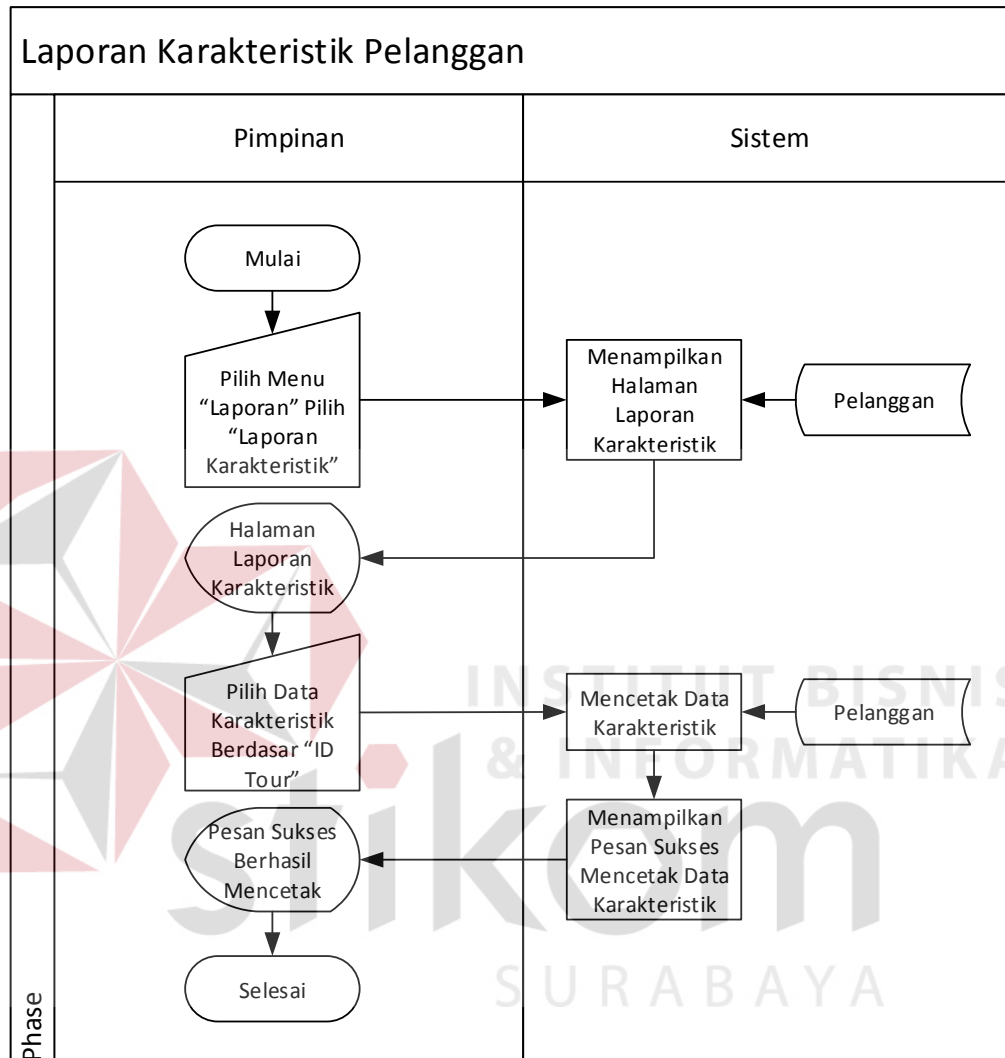 Laporan Karakteristik Pelanggan
Pimpinan
Sistem
Mulai
Pilih Menu
“Laporan” Pilih
“Laporan
Karakteristik”
Menampilkan
Halaman
Laporan
Karakteristik
Pelanggan
Halaman
Laporan
Karakteristik
Pilih Data
Karakteristik
Berdasar “ID
Tour”
Mencetak Data
Karakteristik
Pelanggan
Menampilkan
Pesan Sukses
Mencetak Data
Karakteristik
Pesan Sukses
Berhasil
Mencetak
Selesai
Phase
INSTITUT BISNIS
& INFORMATIKA
stikom
SURABAYA